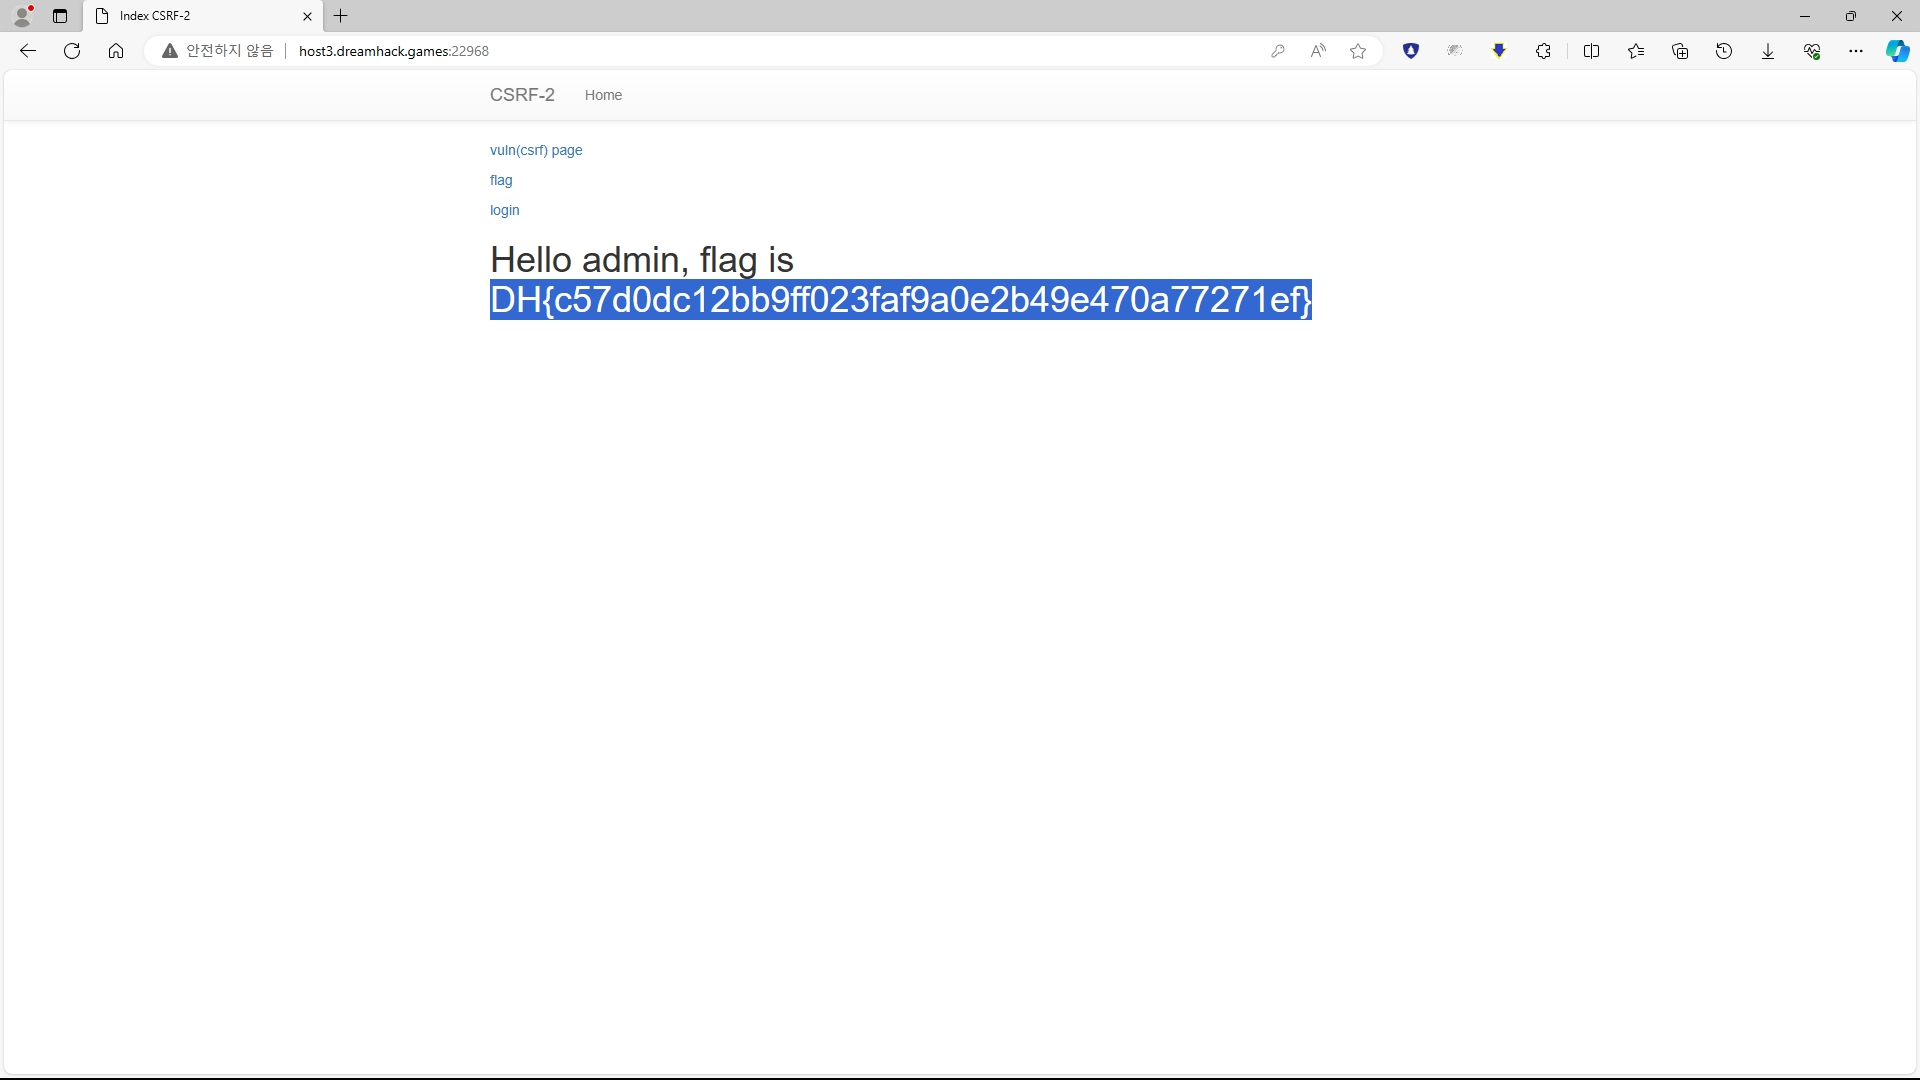 Index CSRF-2
안전하지 않음 host3.dreamhack.games:22968
CSRF-2 Home
vuln(csrf) page
flag
login
Hello admin, flag is
DH{c57d0dc12bb9ff023faf9a0e2b49e470a77271ef}